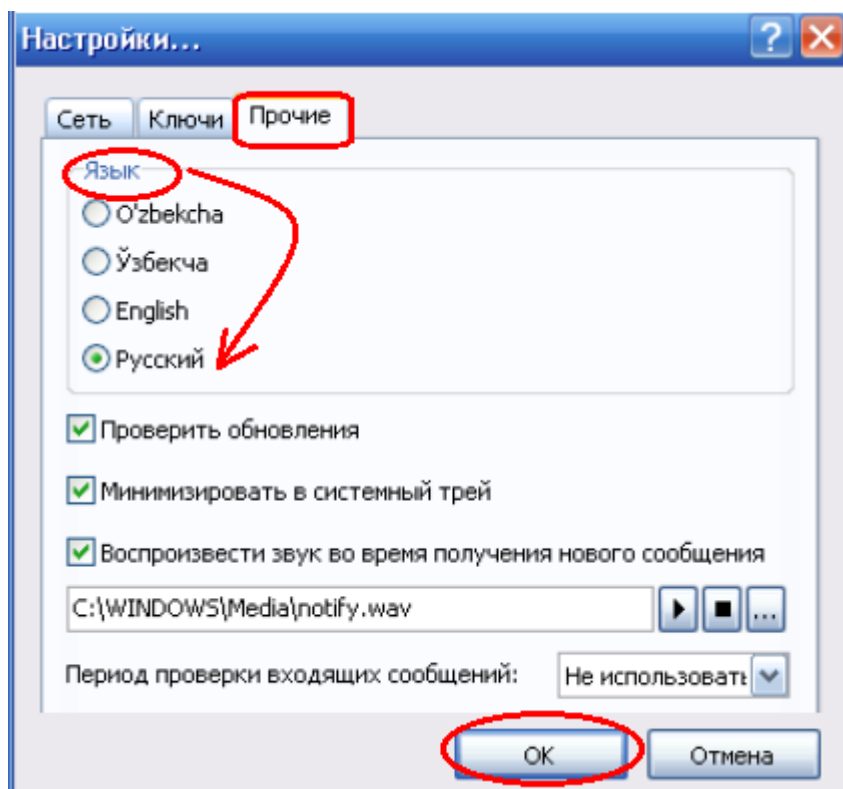 Настройки...
Сеть Ключи Прочие
Язык
O'zbekcha
Ўзбекча
English
Русский
Проверить обновления
Минимизировать в системный трей
Воспроизвести звук во время получения нового сообщения
C:\WINDOWS\Media\notify.wav ...
Период проверки входящих сообщений: Не использовать
OK Отмена